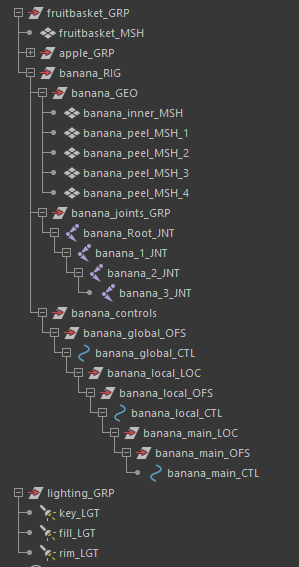 fruitbasket_GRP
fruitbasket_MSH
apple_GRP
banana_RIG
banana_GEO
banana_inner_MSH
banana_peel_MSH_1
banana_peel_MSH_2
banana_peel_MSH_3
banana_peel_MSH_4
banana_joints_GRP
banana_Root_JNT
banana_1_JNT
banana_2_JNT
banana_3_JNT
banana_controls
banana_global_OFS
banana_global_CTL
banana_local_LOC
banana_local_OFS
banana_local_CTL
banana_main_LOC
banana_main_OFS
banana_main_CTL
lighting_GRP
key_LGT
fill_LGT
rim_LGT